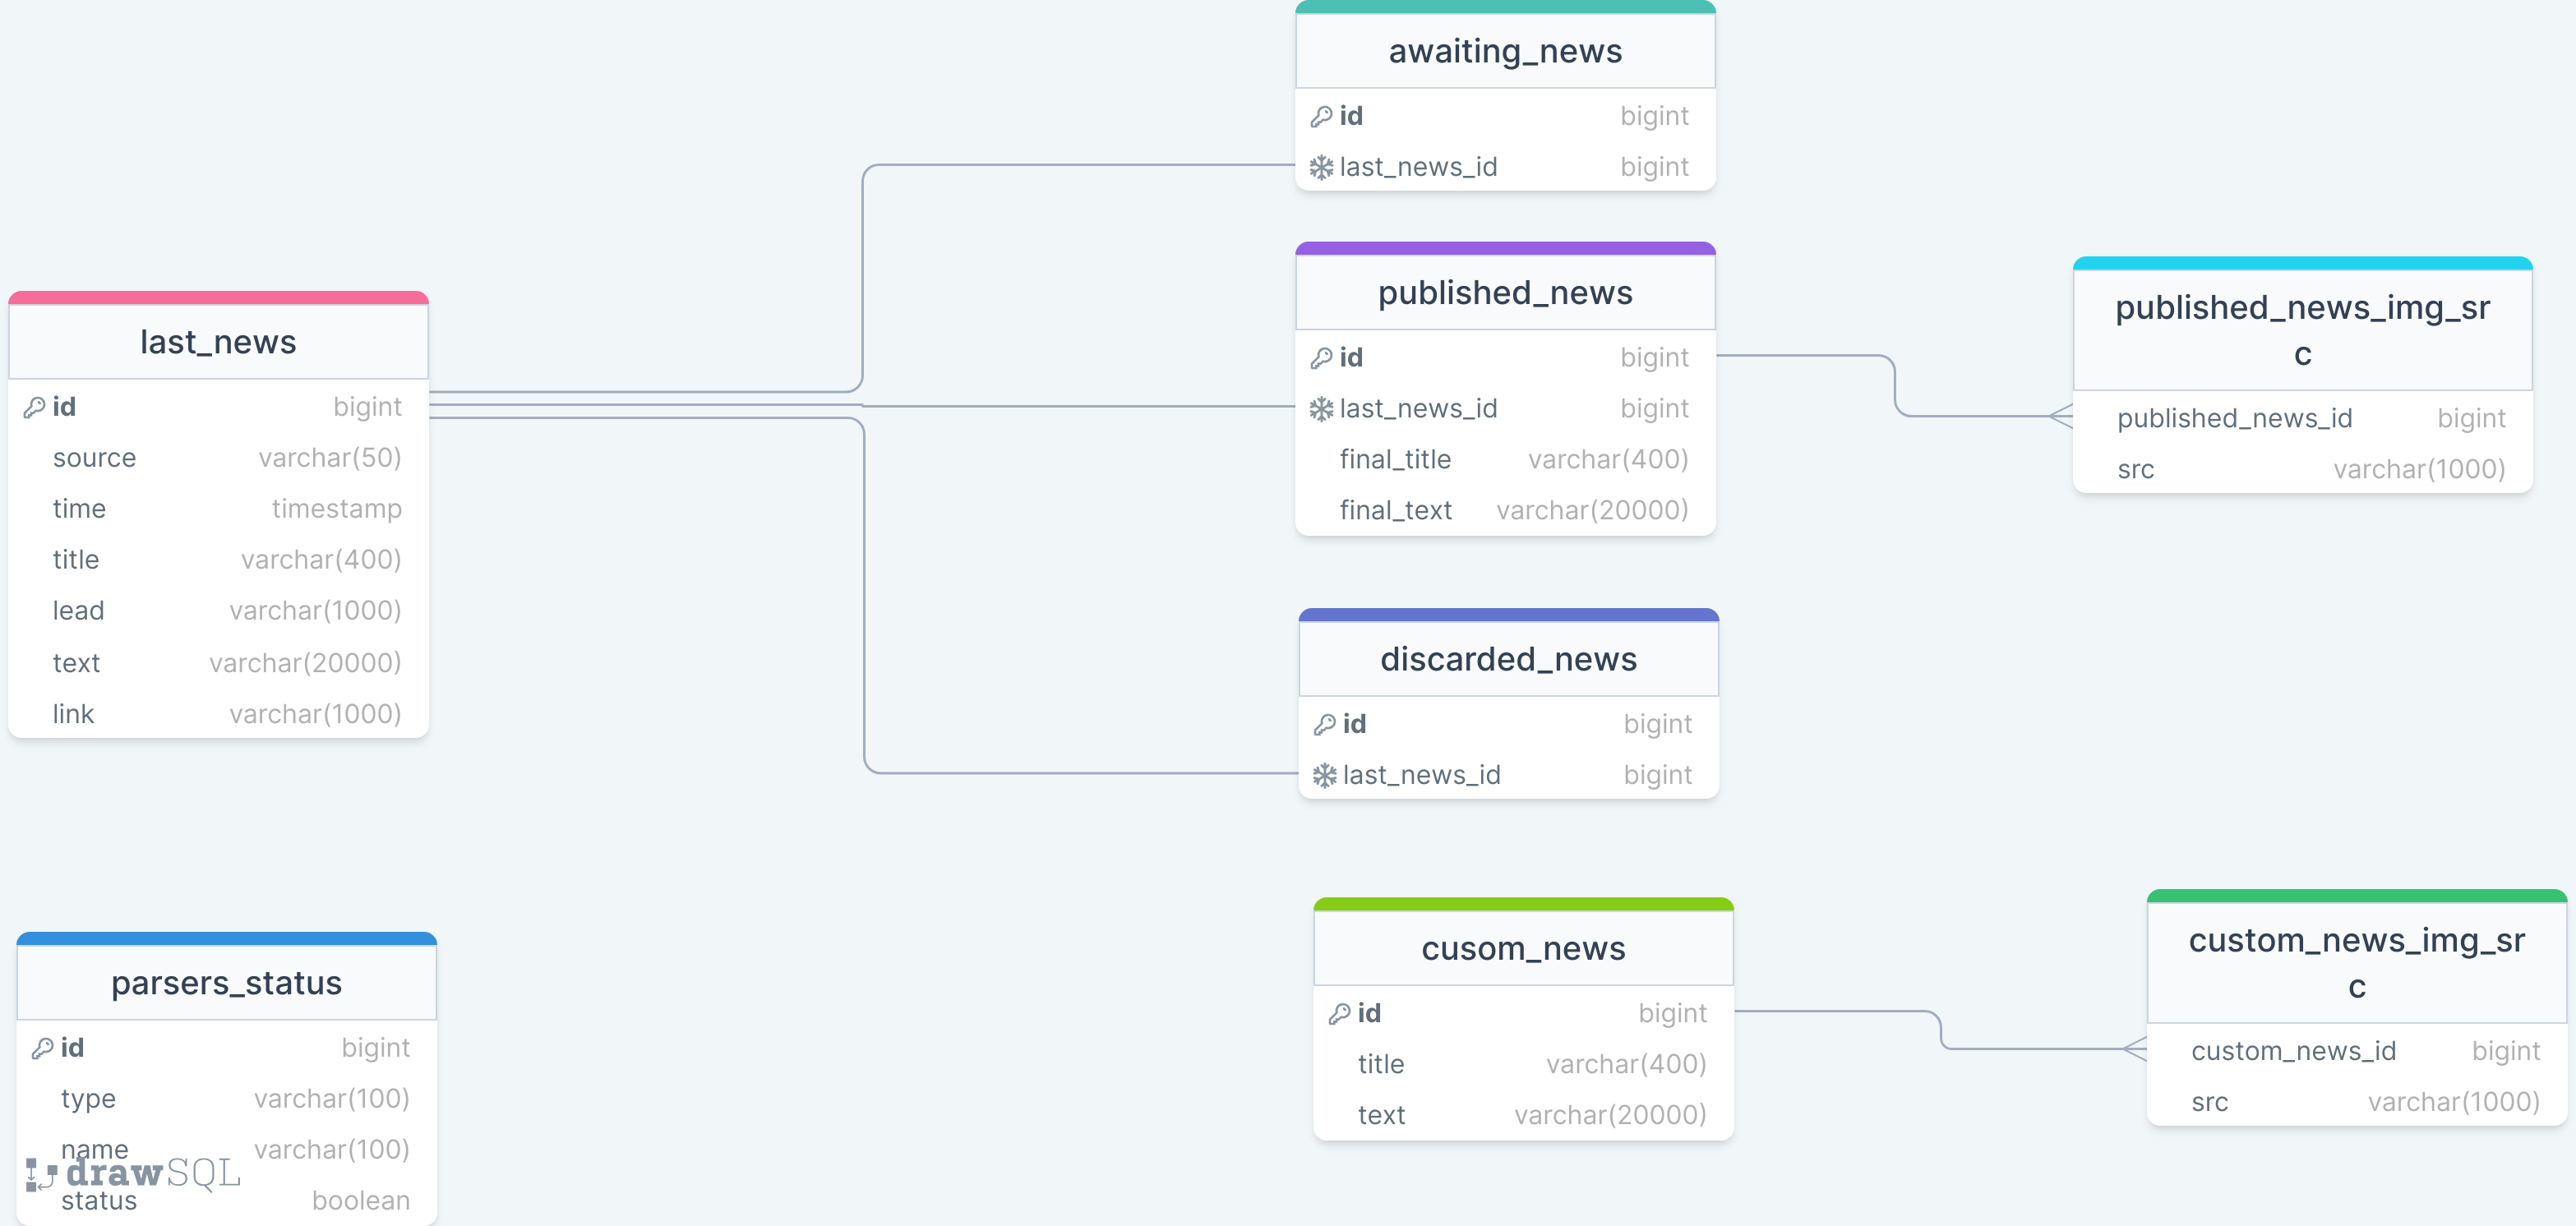 awaiting_news
id bigint
last_news_id bigint
published_news
id bigint
last_news_id bigint
final_title varchar(400)
final_text varchar(20000)
published_news_img_sr
c
published_news_id bigint
src varchar(1000)
last_news
id bigint
source varchar(50)
time timestamp
title varchar(400)
lead varchar(1000)
text varchar(20000)
link varchar(1000)
discarded_news
id bigint
last_news_id bigint
cusom_news
id bigint
title varchar(400)
text varchar(20000)
custom_news_img_sr
c
custom_news_id bigint
src varchar(1000)
parsers_status
id bigint
type varchar(100)
name varchar(100)
drawSQL
status boolean